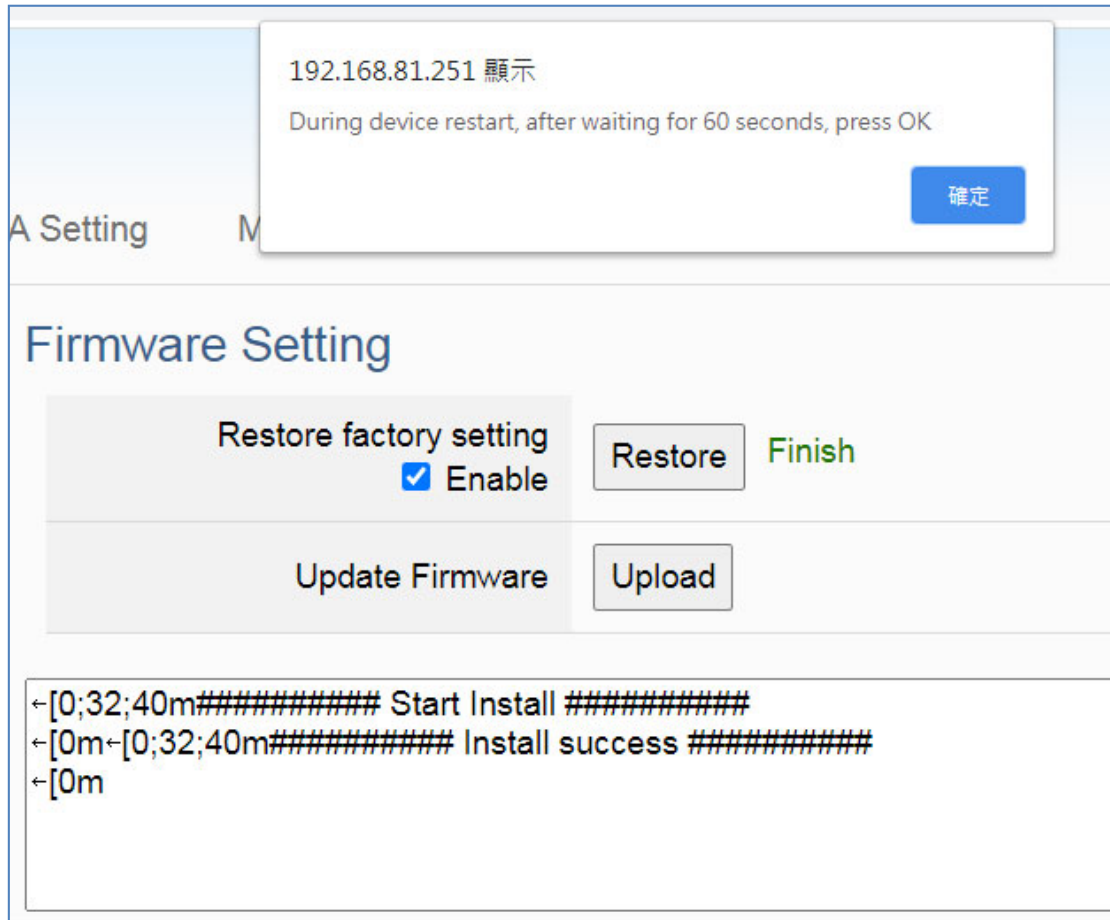 192.168.81.251 顯示
During device restart, after waiting for 60 seconds, press OK
確定
A Setting
M
Firmware Setting
Restore factory setting
Enable
Restore
Finish
Update Firmware
Upload
←[0;32;40m########## Start Install ##########
←[0m←[0;32;40m########## Install success ##########
←[0m